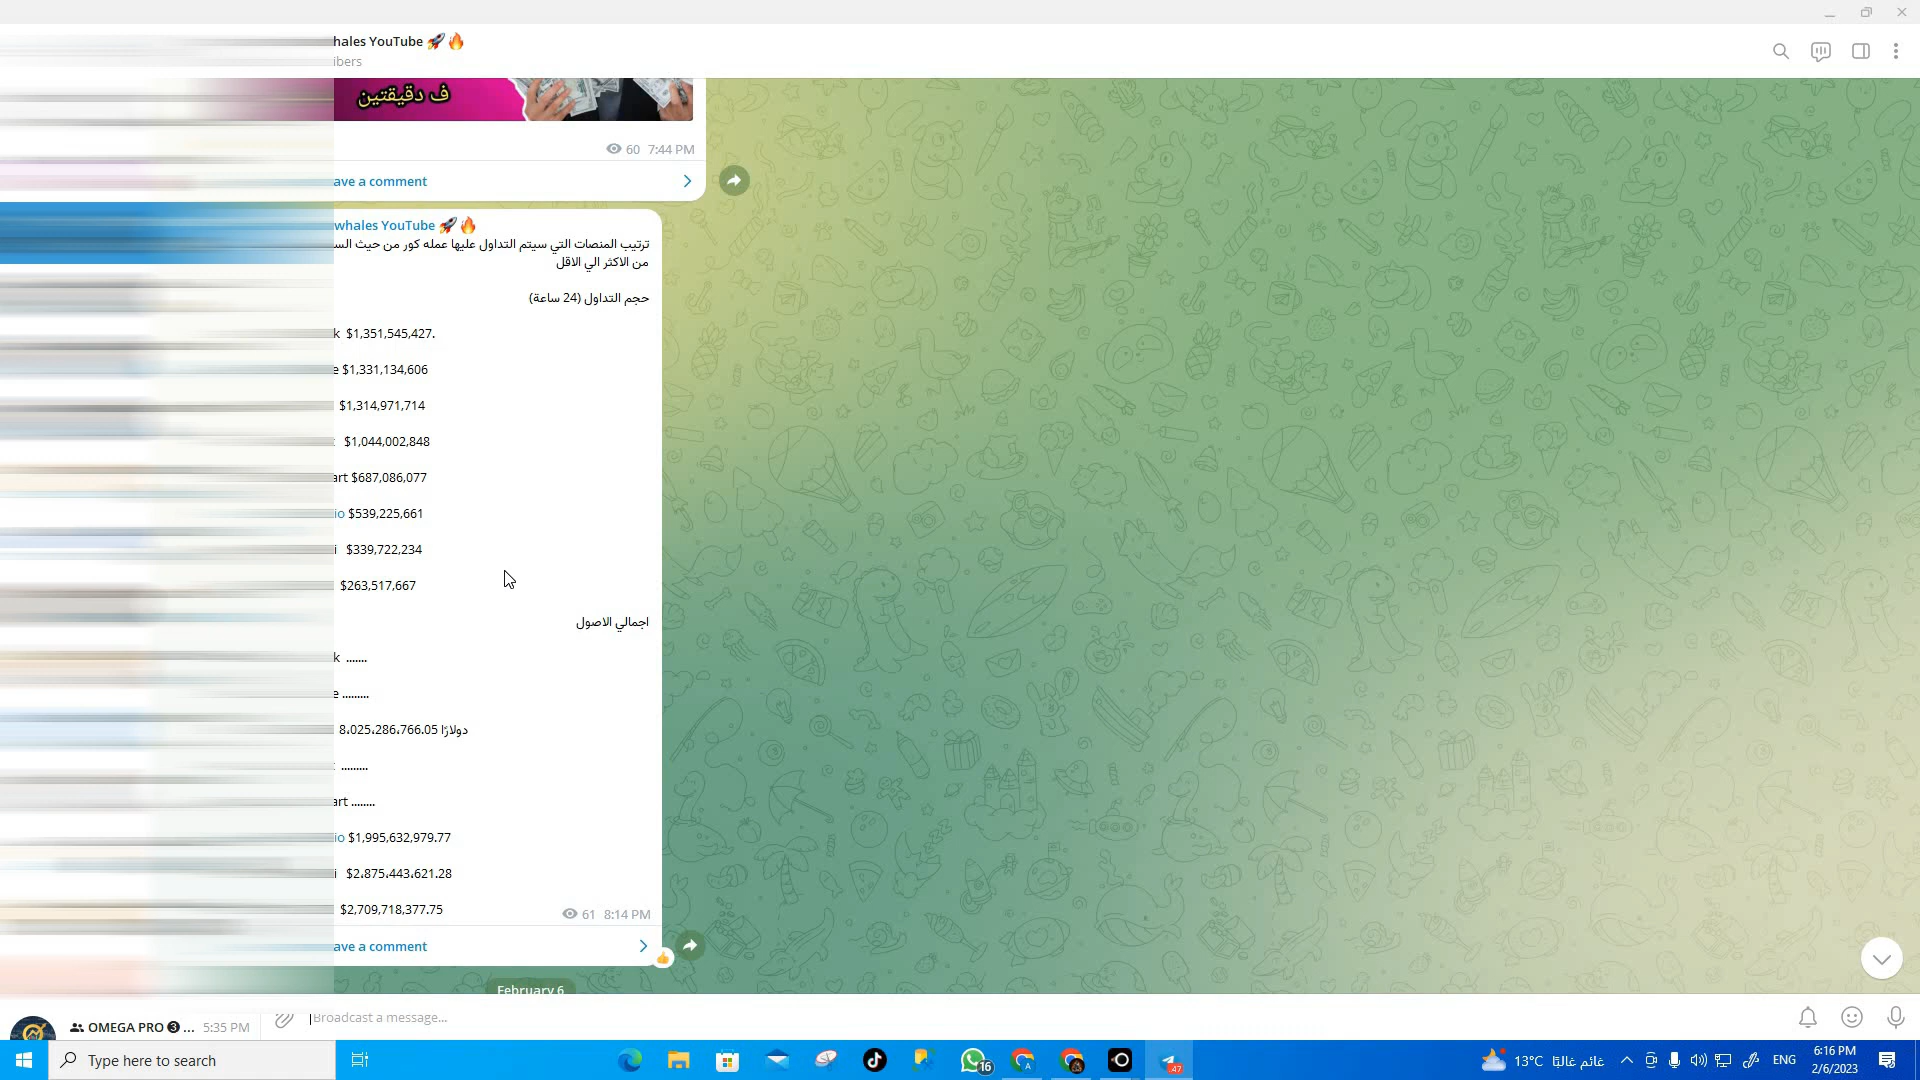 hales YouTube 🚀🔥
ibers
ف دقيقتين
60 7:44 PM
ave a comment
whales YouTube 🚀🔥
ترتيب المنصات التي سيتم التداول عليها عمله كور من حيث الس
من الاكثر الي الاقل
حجم التداول (24 ساعة)
k $1,351,545,427.
e $1,331,134,606
$1,314,971,714
$1,044,002,848
art $687,086,077
io $539,225,661
i $339,722,234
$263,517,667
اجمالي الاصول
k .......
e .........
8،025،286،766.05 دولارًا
: .........
art ........
io $1,995,632,979.77
i $2،875،443،621.28
$2,709,718,377.75
61 8:14 PM
ave a comment
February 6
OMEGA PRO ❸ ... 5:35 PM
Broadcast a message...
Type here to search
16
47
13°C غائم غالبًا
ENG
6:16 PM
2/6/2023